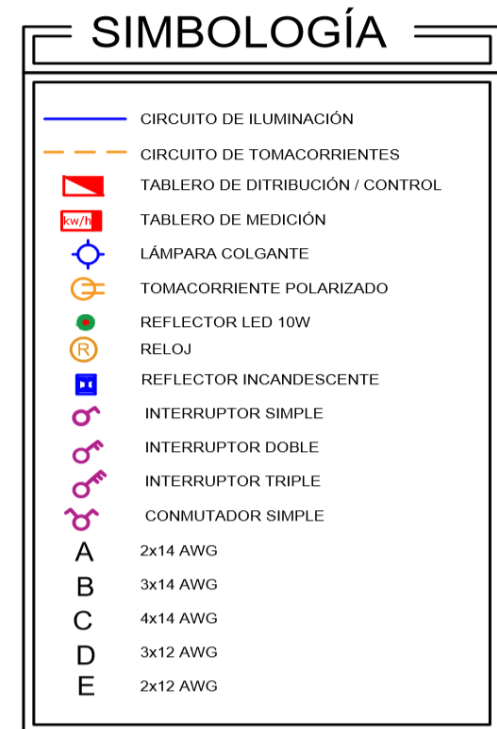 SIMBOLOGÍA
CIRCUITO DE ILUMINACIÓN
CIRCUITO DE TOMACORRIENTES
TABLERO DE DITRIBUCIÓN / CONTROL
kw/h TABLERO DE MEDICIÓN
LÁMPARA COLGANTE
TOMACORRIENTE POLARIZADO
REFLECTOR LED 10W
R RELOJ
REFLECTOR INCANDESCENTE
INTERRUPTOR SIMPLE
INTERRUPTOR DOBLE
INTERRUPTOR TRIPLE
CONMUTADOR SIMPLE
A 2x14 AWG
B 3x14 AWG
C 4x14 AWG
D 3x12 AWG
E 2x12 AWG